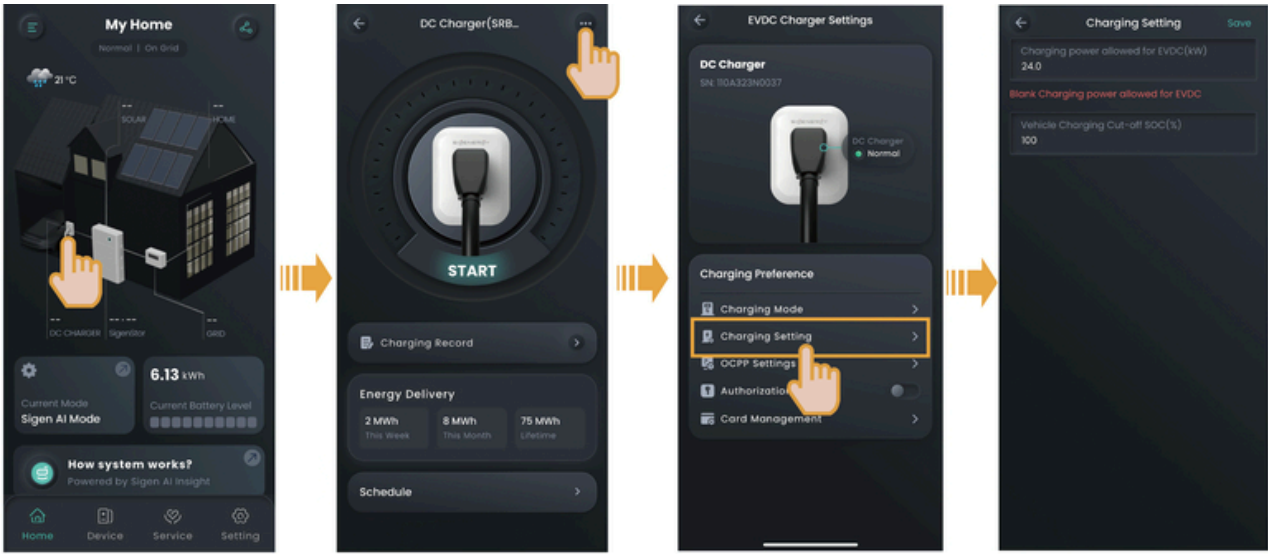 My Home
Normal | On Grid
21 °C
--
SOLAR
--
HOME
--
DC CHARGER
--.--
SigenStor
--
GRID
Current Mode
Sigen AI Mode
6.13 kWh
Current Battery Level
How system works?
Powered by Sigen AI Insight
Home
Device
Service
Setting
DC Charger(SRB...
SIGENERGY
START
Charging Record
Energy Delivery
2 MWh
This Week
8 MWh
This Month
75 MWh
Lifetime
Schedule
EVDC Charger Settings
DC Charger
SN: 110A323N0037
SIGENERGY
DC Charger
Normal
Charging Preference
Charging Mode
Charging Setting
OCPP Settings
Authorization
Card Management
Charging Setting
Save
Charging power allowed for EVDC(kW)
24.0
Blank Charging power allowed for EVDC
Vehicle Charging Cut-off SOC(%)
100